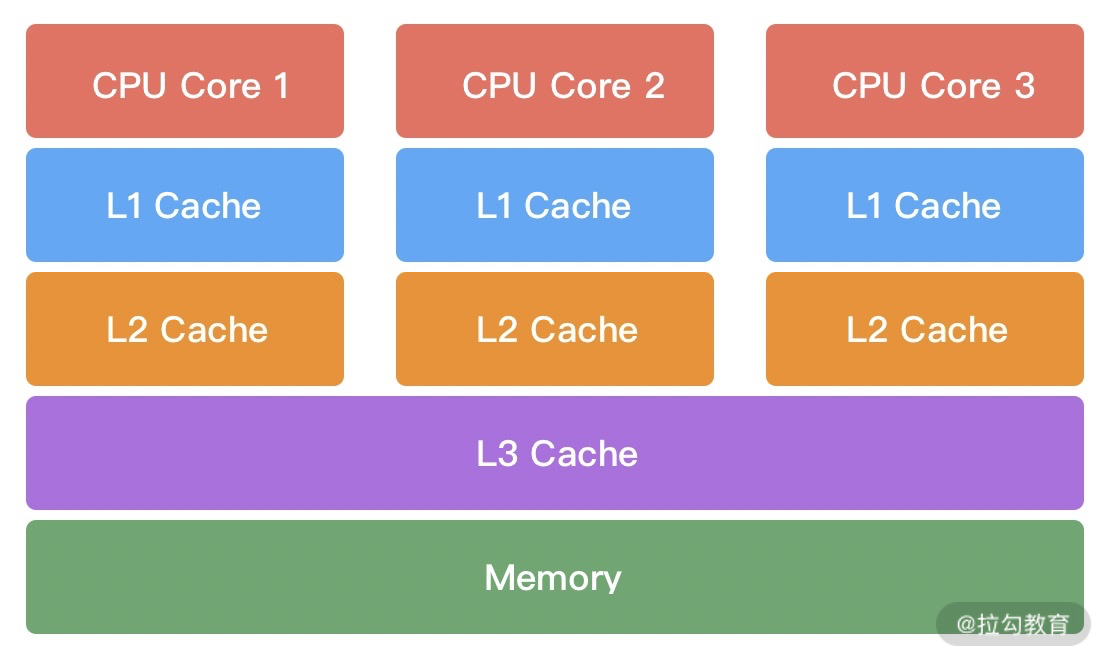 CPU Core 1
CPU Core 2
CPU Core 3
L1 Cache
L1 Cache
L1 Cache
L2 Cache
L2 Cache
L2 Cache
L3 Cache
Memory
@拉勾教育